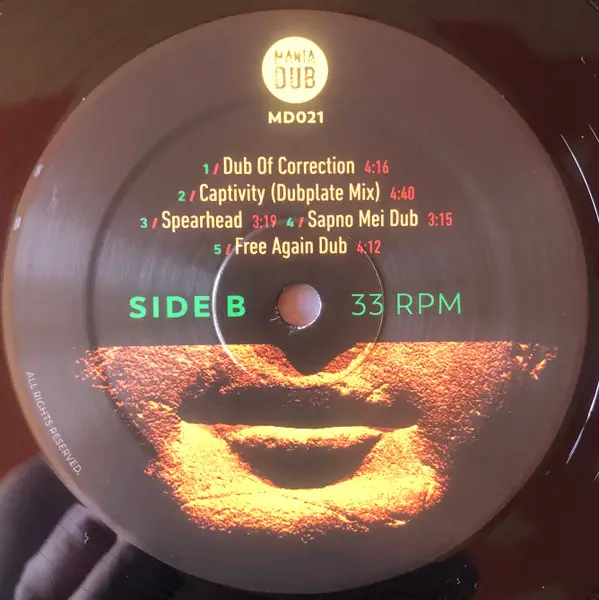 MANIA
DUB
MD021
1 / Dub Of Correction 4:16
2 / Captivity (Dubplate Mix) 4:40
3 / Spearhead 3:19 4 / Sapno Mei Dub 3:15
5 / Free Again Dub 4:12
SIDE B 33 RPM
ALL RIGHTS RESERVED.